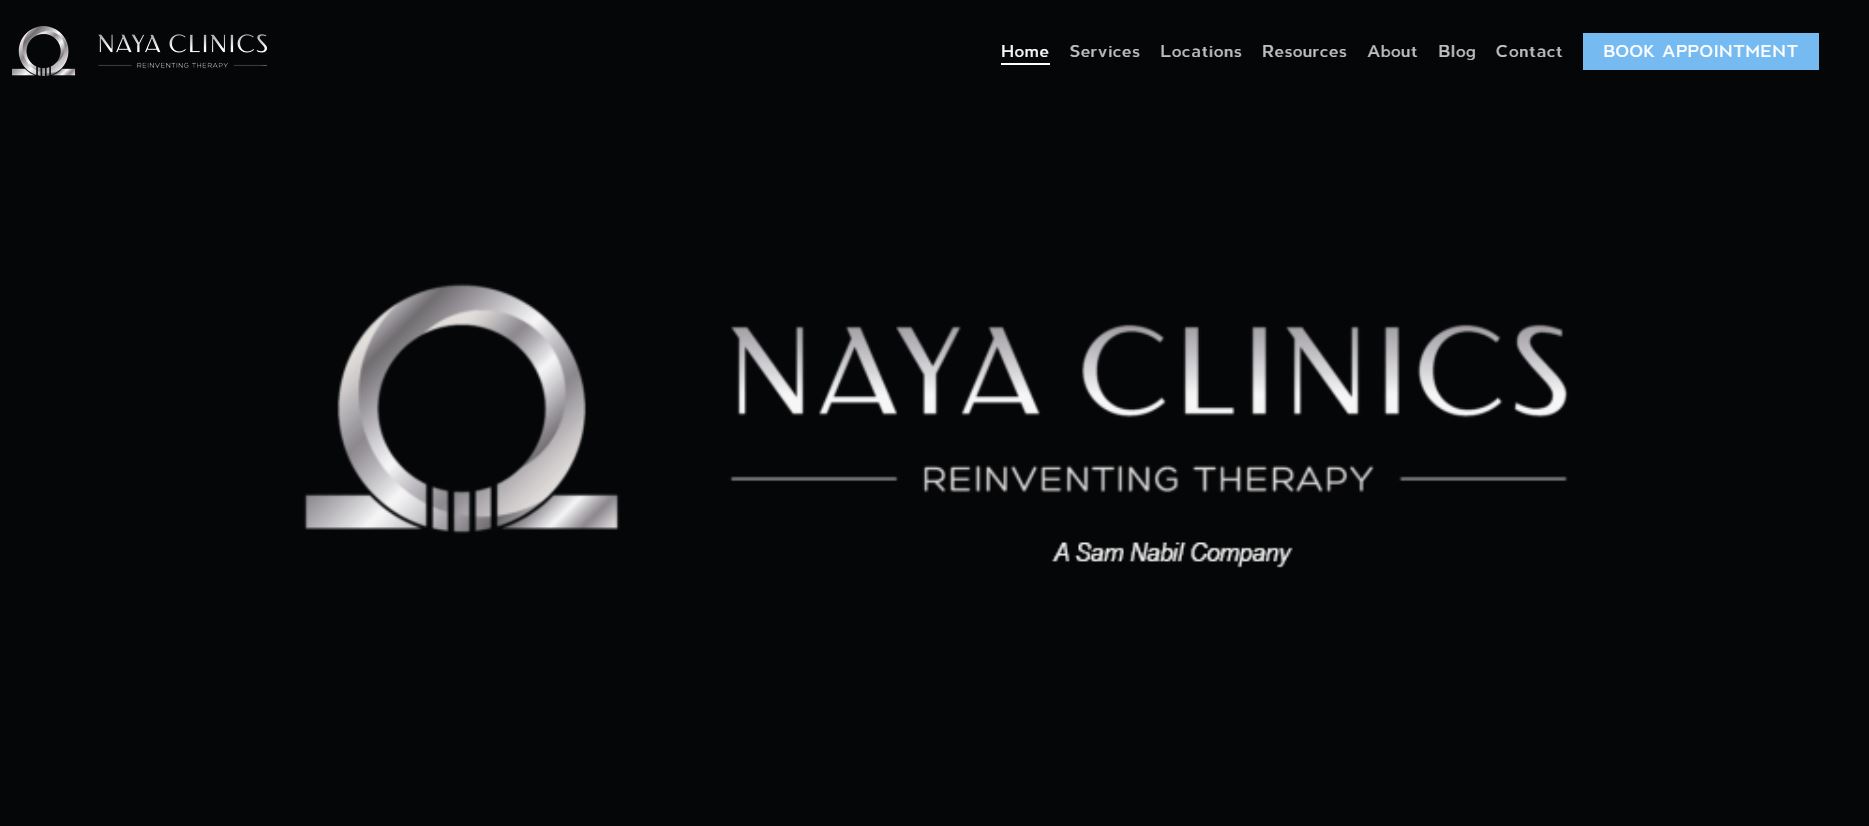 NAYA CLINICS
REINVENTING THERAPY
Home Services Locations Resources About Blog Contact BOOK APPOINTMENT
NAYA CLINICS
REINVENTING THERAPY
A Sam Nabil Company